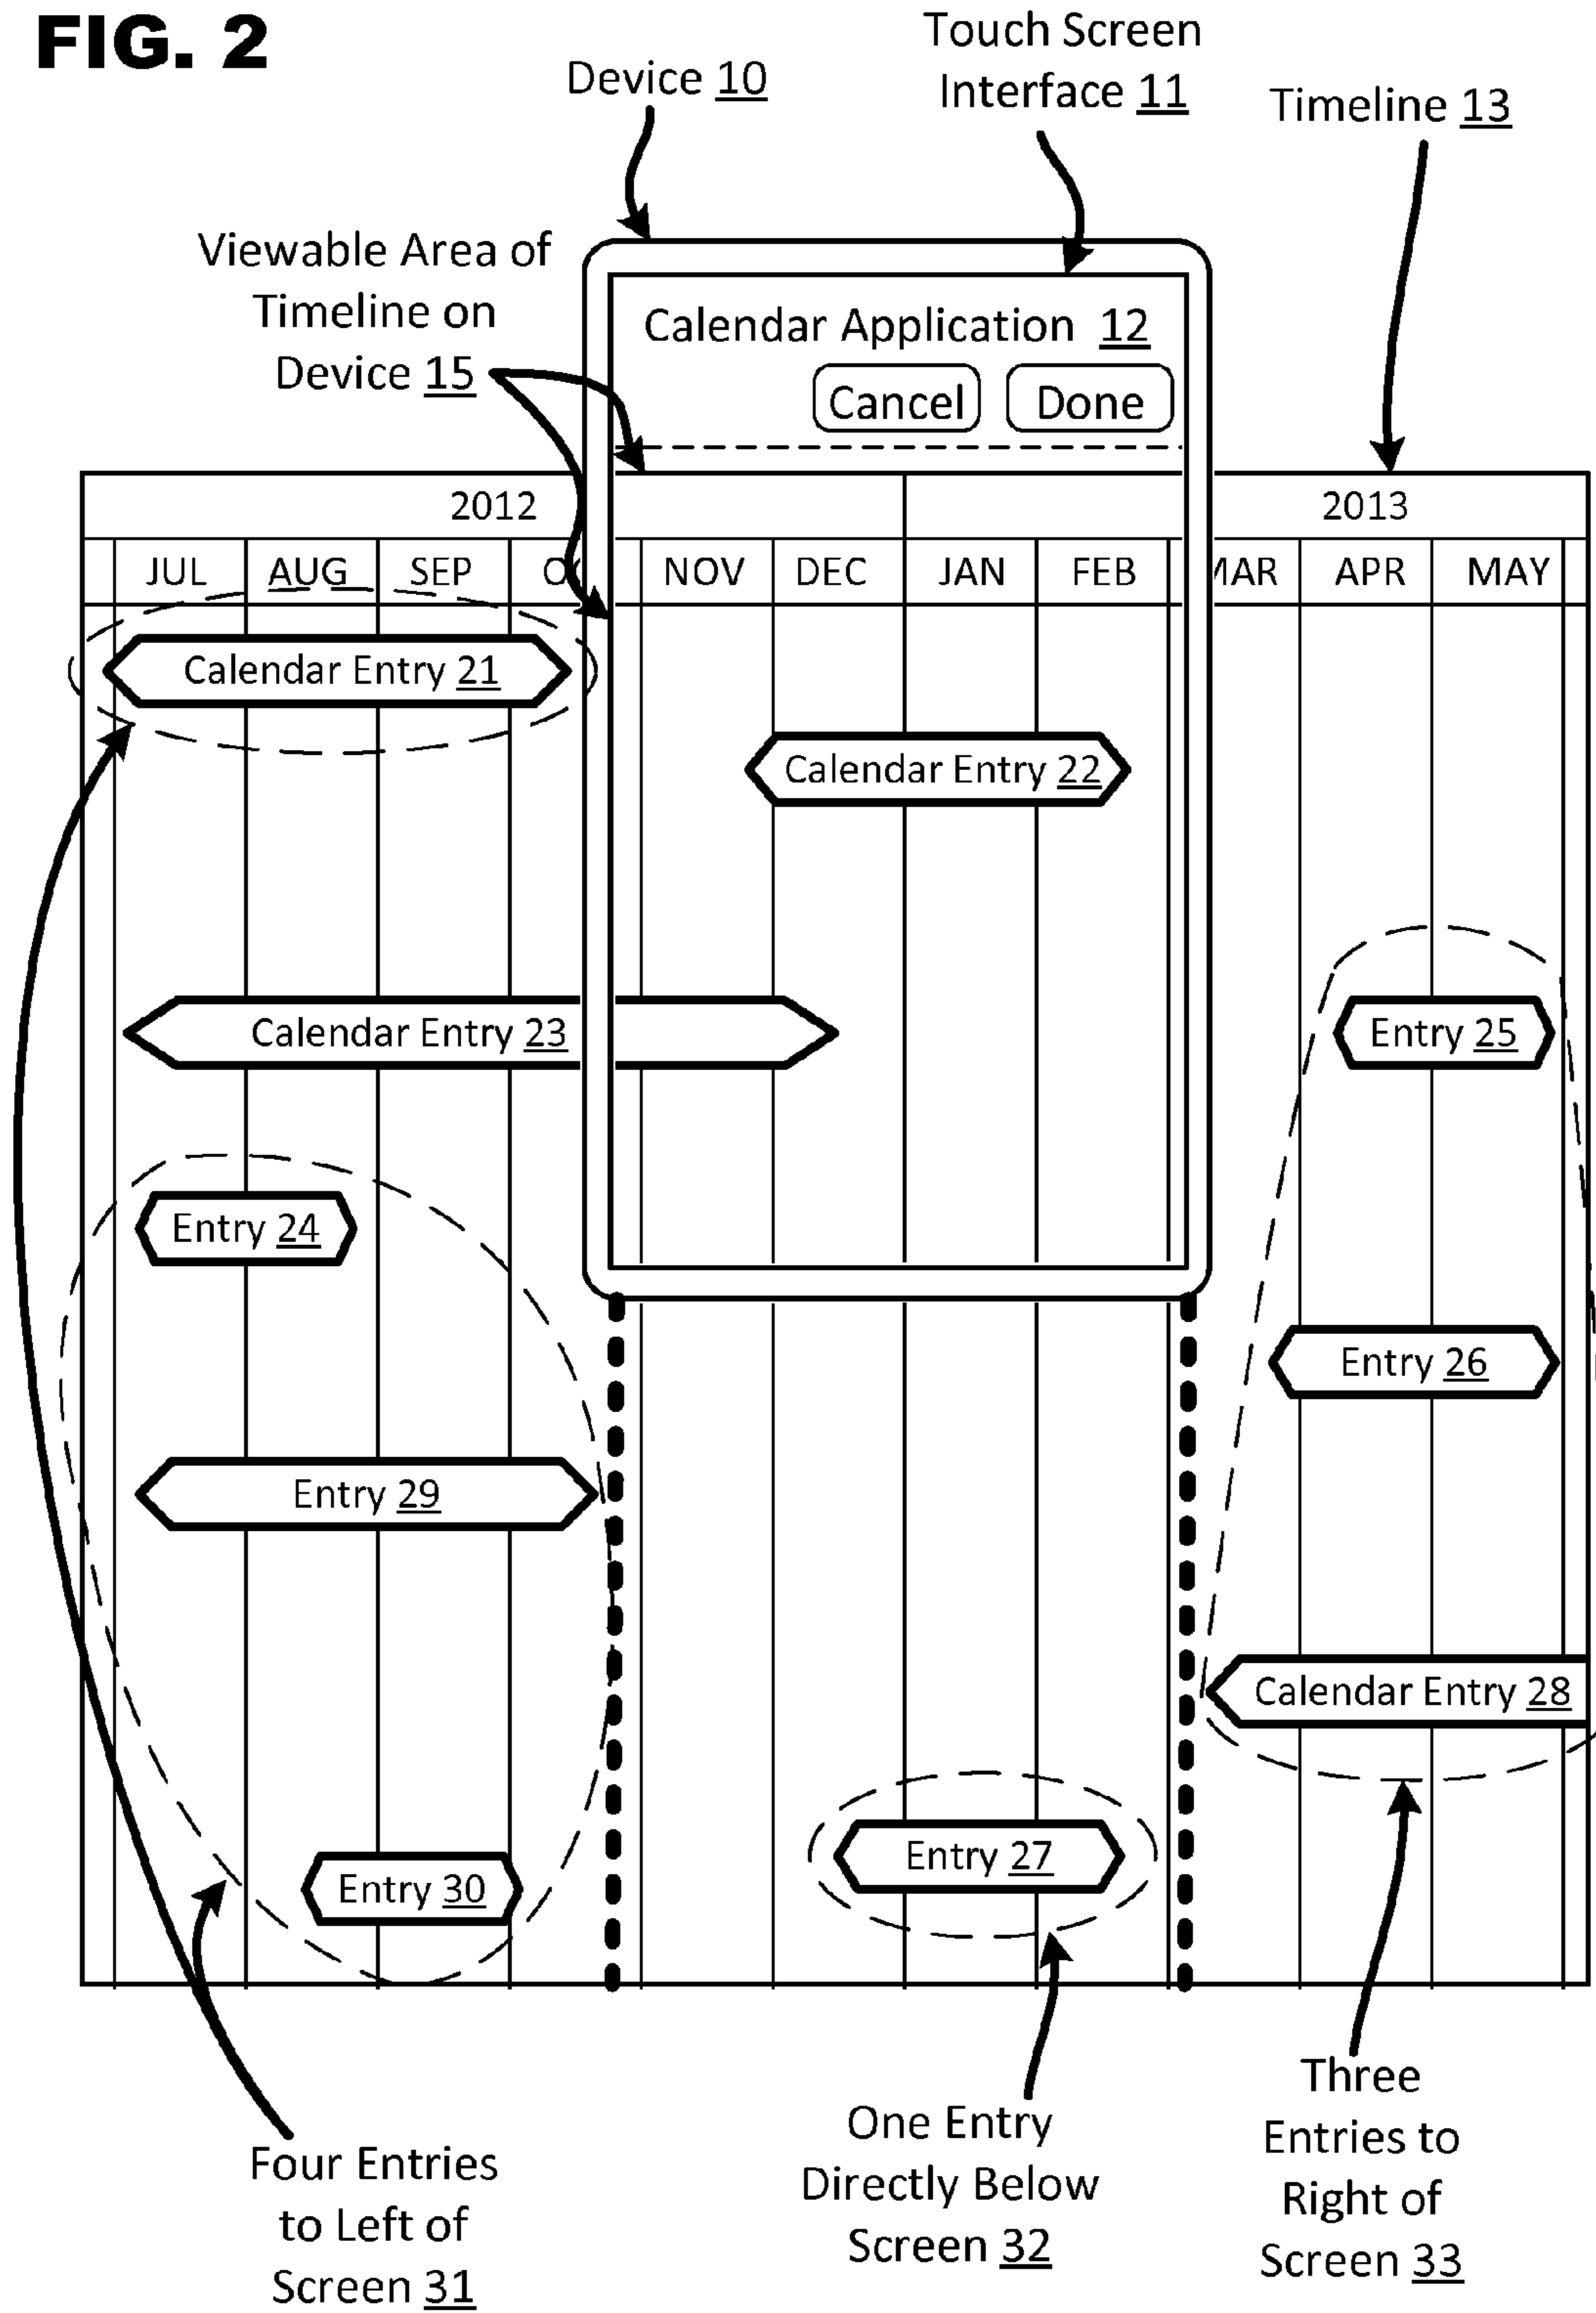 FIG. 2
Device 10
Touch Screen
Interface 11
Timeline 13
Viewable Area of
Timeline on
Device 15
Calendar Application 12
Cancel Done
2012 2013
JUL AUG SEP NOV DEC JAN FEB APR MAY
Calendar Entry 21
Calendar Entry 22
Calendar Entry 23
Entry 25
Entry 24
Entry 26
Entry 29
Calendar Entry 28
Entry 27
Entry 30
Four Entries
to Left of
Screen 31
One Entry
Directly Below
Screen 32
Three
Entries to
Right of
Screen 33